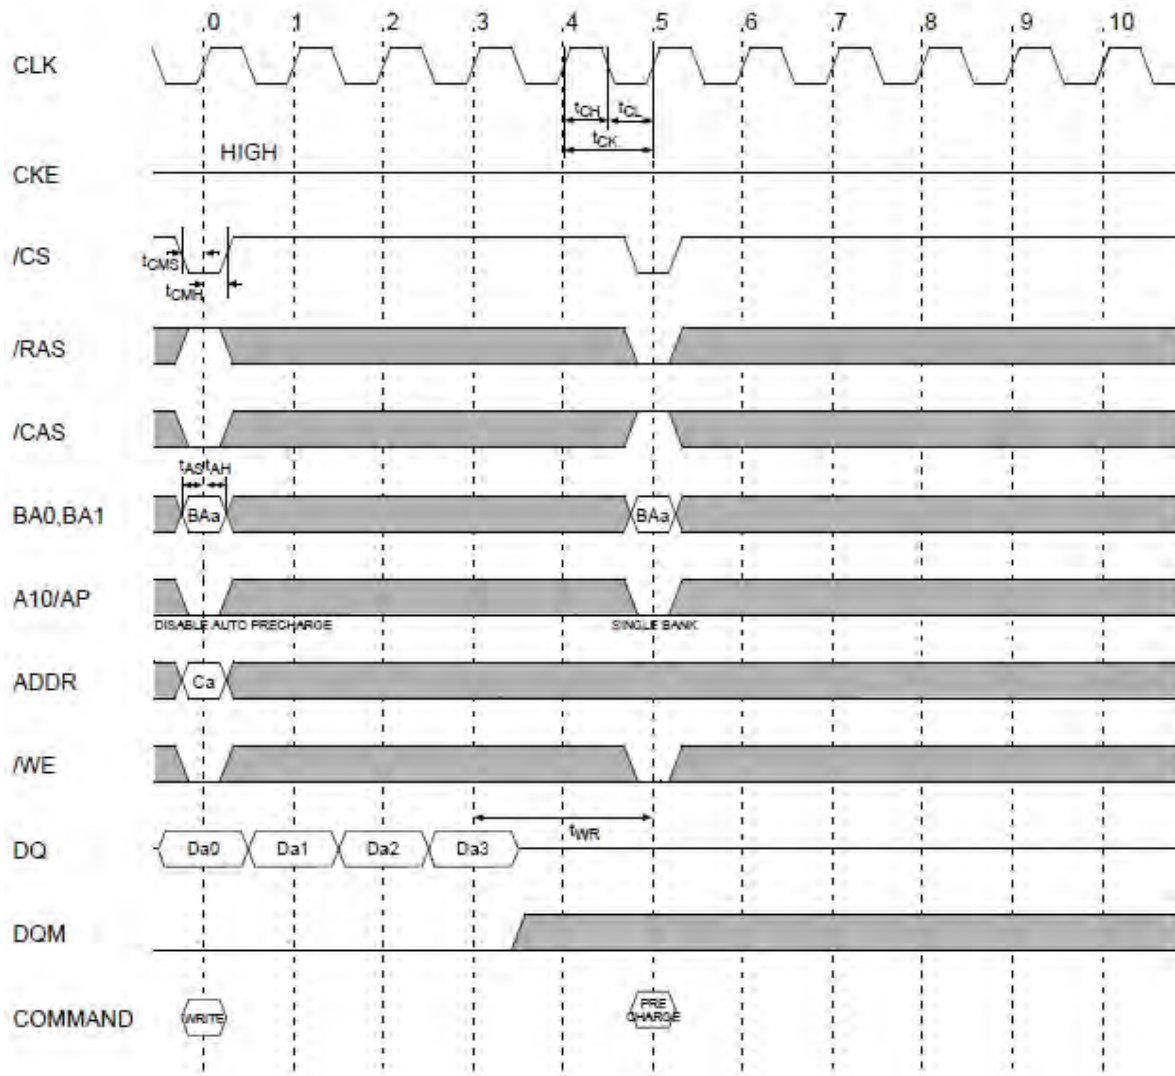 0 1 2 3 4 5 6 7 8 9 10
CLK
tCH tCL
tCK
HIGH
CKE
/CS
tCMS
tCMH
/RAS
/CAS
tAS tAH
BA0,BA1 BAa BAa
A10/AP
DISABLE AUTO PRECHARGE SINGLE BANK
ADDR Ca
/WE
tWR
DQ Da0 Da1 Da2 Da3
DQM
COMMAND WRITE PRE
CHARGE